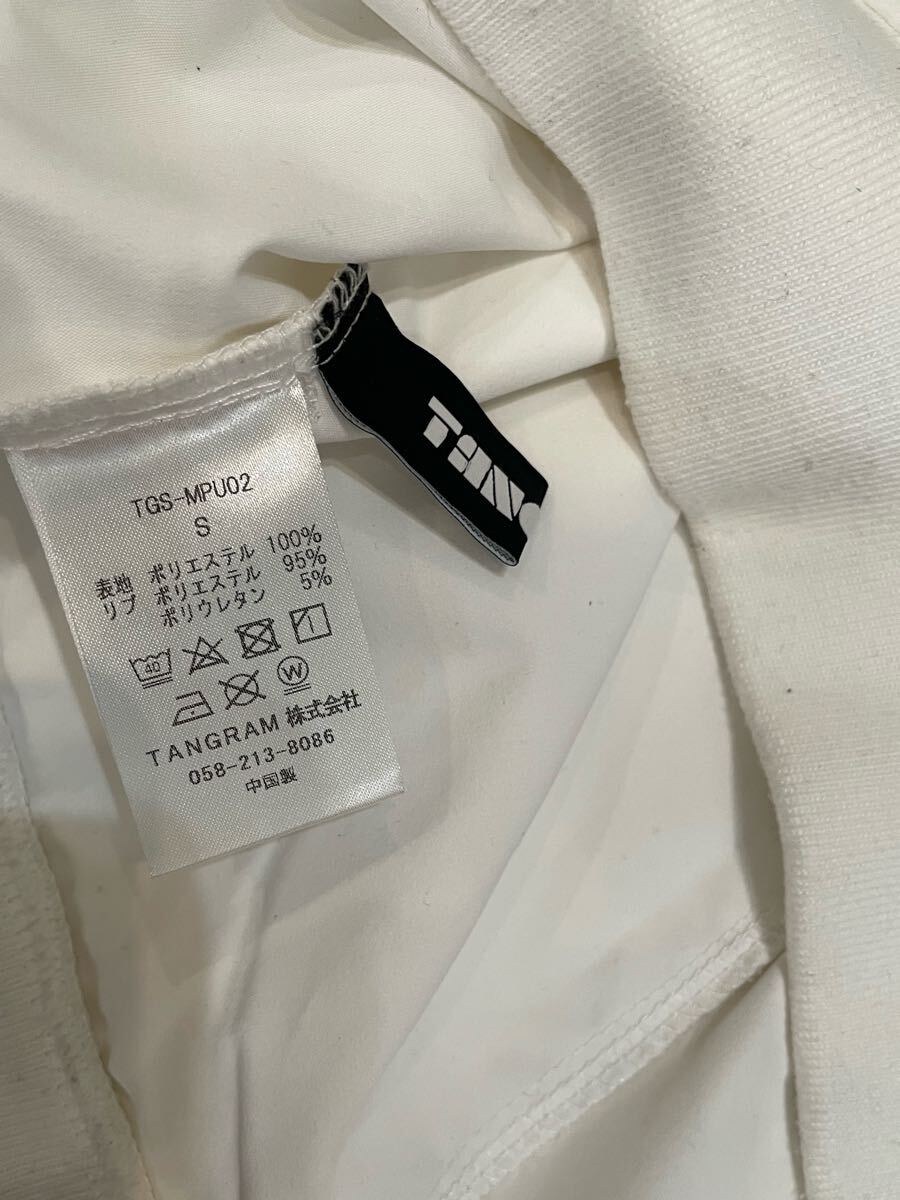 TGS-MPU02
S
表地 ポリエステル 100%
リブ ポリエステル 95%
ポリウレタン 5%
40
W
TANGRAM 株式会社
058-213-8086
中国製
TANG